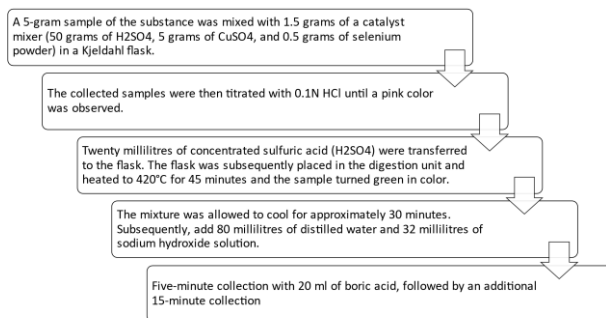 A 5-gram sample of the substance was mixed with 1.5 grams of a catalyst
mixer (50 grams of H2SO4, 5 grams of CuSO4, and 0.5 grams of selenium
powder) in a Kjeldahl flask.
The collected samples were then titrated with 0.1N HCl until a pink color
was observed.
Twenty millilitres of concentrated sulfuric acid (H2SO4) were transferred
to the flask. The flask was subsequently placed in the digestion unit and
heated to 420°C for 45 minutes and the sample turned green in color.
The mixture was allowed to cool for approximately 30 minutes.
Subsequently, add 80 millilitres of distilled water and 32 millilitres of
sodium hydroxide solution.
Five-minute collection with 20 ml of boric acid, followed by an additional
15-minute collection